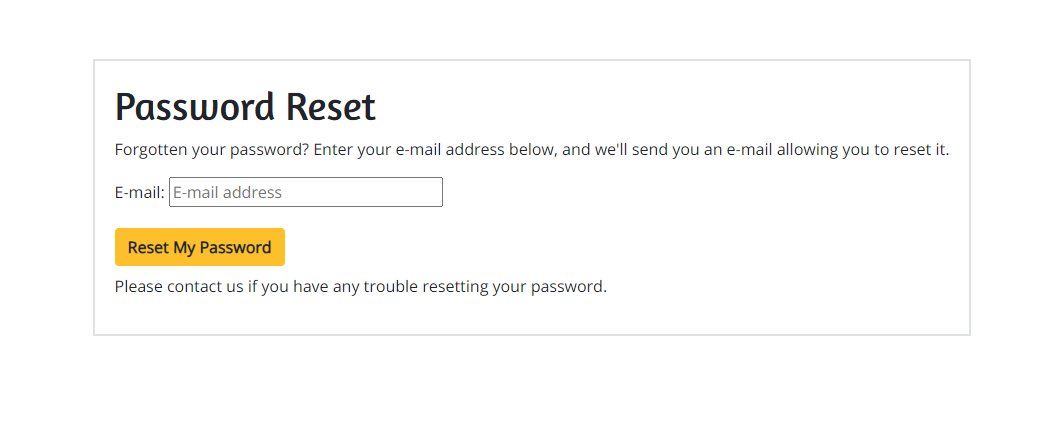 Password Reset
Forgotten your password? Enter your e-mail address below, and we'll send you an e-mail allowing you to reset it.
E-mail: E-mail address
Reset My Password
Please contact us if you have any trouble resetting your password.